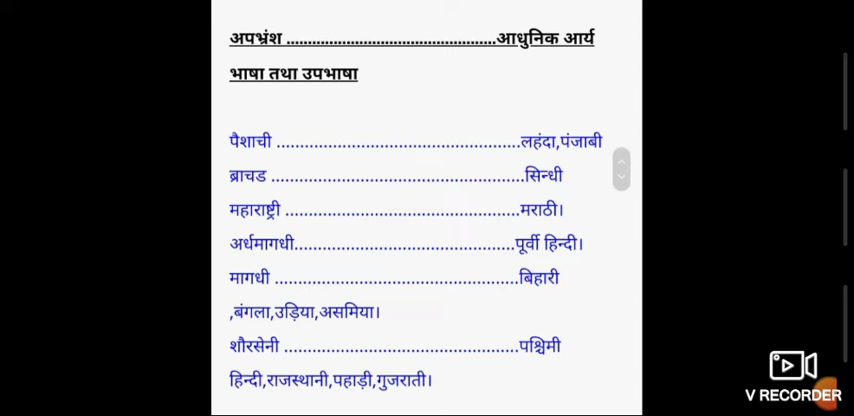 अपभ्रंश .................................................आधुनिक आर्य
भाषा तथा उपभाषा
पैशाची ....................................................लहंदा,पंजाबी
ब्राचड ......................................................सिन्धी
महाराष्ट्री ..................................................मराठी।
अर्धमागधी...............................................पूर्वी हिन्दी।
मागधी ....................................................बिहारी
,बंगला,उड़िया,असमिया।
शौरसेनी ..................................................पश्चिमी
हिन्दी,राजस्थानी,पहाड़ी,गुजराती।
V RECORDER